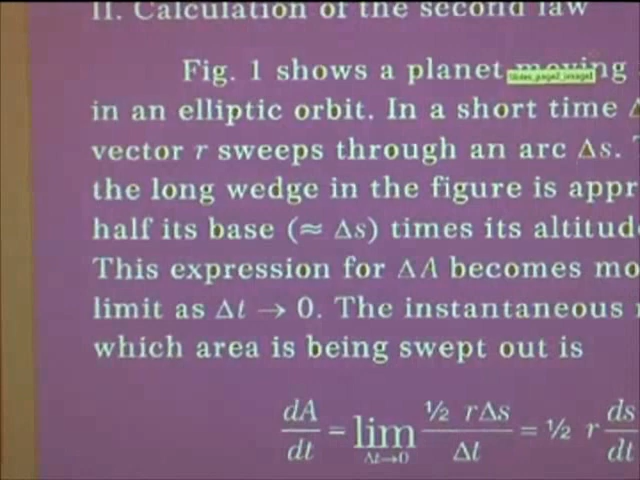 II. Calculation of the second law
Fig. 1 shows a planet moving
in an elliptic orbit. In a short time Δ
vector r sweeps through an arc Δs.
the long wedge in the figure is appr
half its base (≈ Δs) times its altitud
This expression for ΔA becomes mo
limit as Δt → 0. The instantaneous
which area is being swept out is
dA/dt = lim Δt→0 ½ rΔs/Δt = ½ r ds/dt